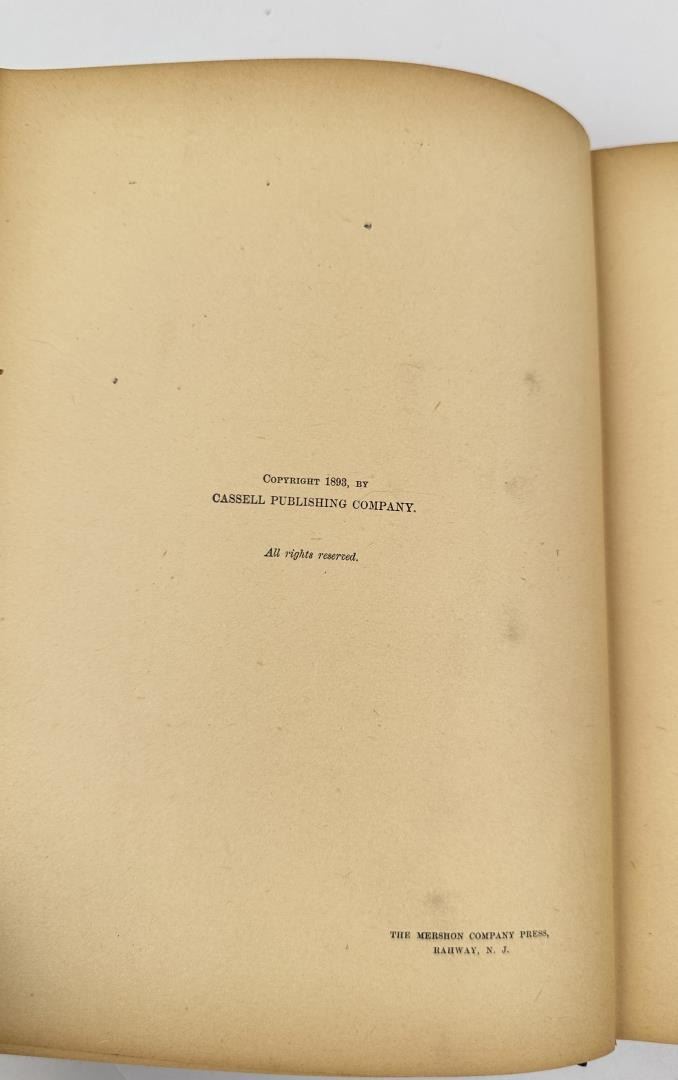 COPYRIGHT 1893, BY
CASSELL PUBLISHING COMPANY.
All rights reserved.
THE MERSHON COMPANY PRESS,
RAHWAY, N. J.